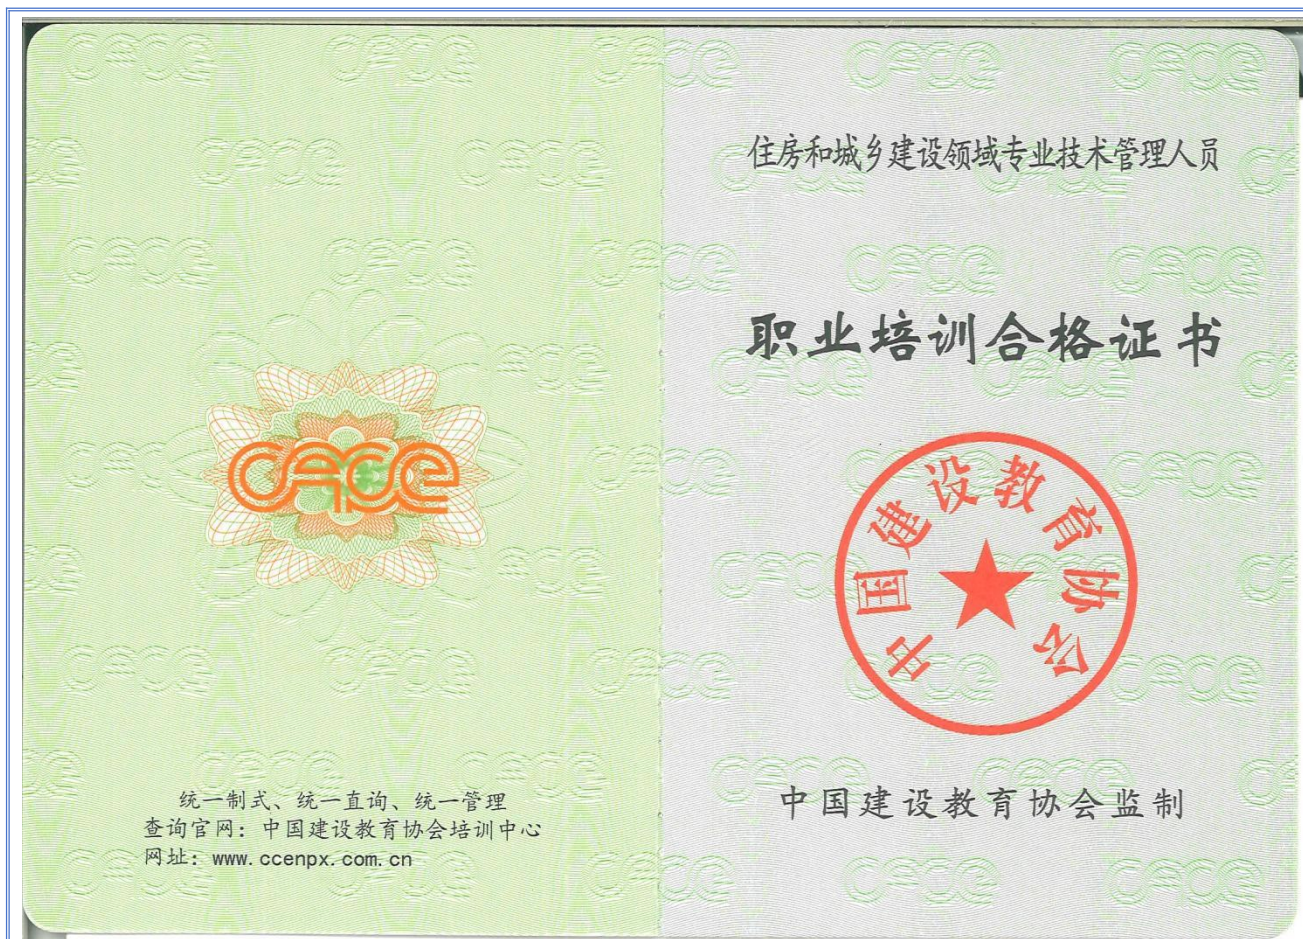 CACE
统一制式、统一直询、统一管理
查询官网：中国建设教育协会培训中心
网址：www.ccenpx.com.cn
住房和城乡建设领域专业技术管理人员
职业培训合格证书
中国建设教育协会
中国建设教育协会监制